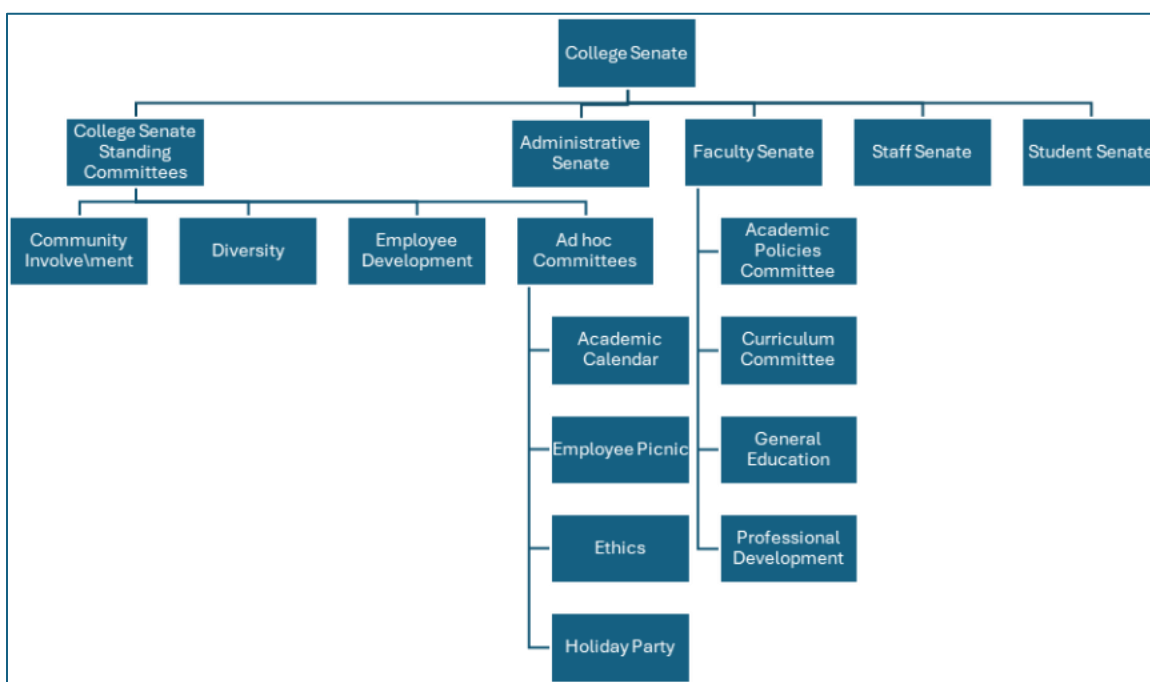 College Senate
College Senate
Standing
Committees
Administrative
Senate
Faculty Senate
Staff Senate
Student Senate
Community
Involve\ment
Diversity
Employee
Development
Ad hoc
Committees
Academic
Policies
Committee
Academic
Calendar
Curriculum
Committee
Employee Picnic
General
Education
Ethics
Professional
Development
Holiday Party